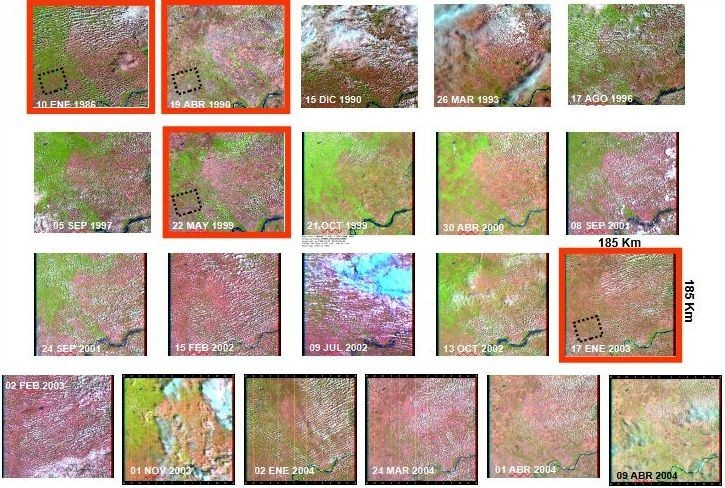 10 ENE 1986
19 ABR 1990
15 DIC 1990
26 MAR 1993
17 AGO 1996
05 SEP 1997
22 MAY 1999
21 OCT 1999
30 ABR 2000
08 SEP 2001
185 Km
185 Km
24 SEP 2001
15 FEB 2002
09 JUL 2002
13 OCT 2002
17 ENE 2003
02 FEB 2003
01 NOV 2003
02 ENE 2004
24 MAR 2004
01 ABR 2004
09 ABR 2004